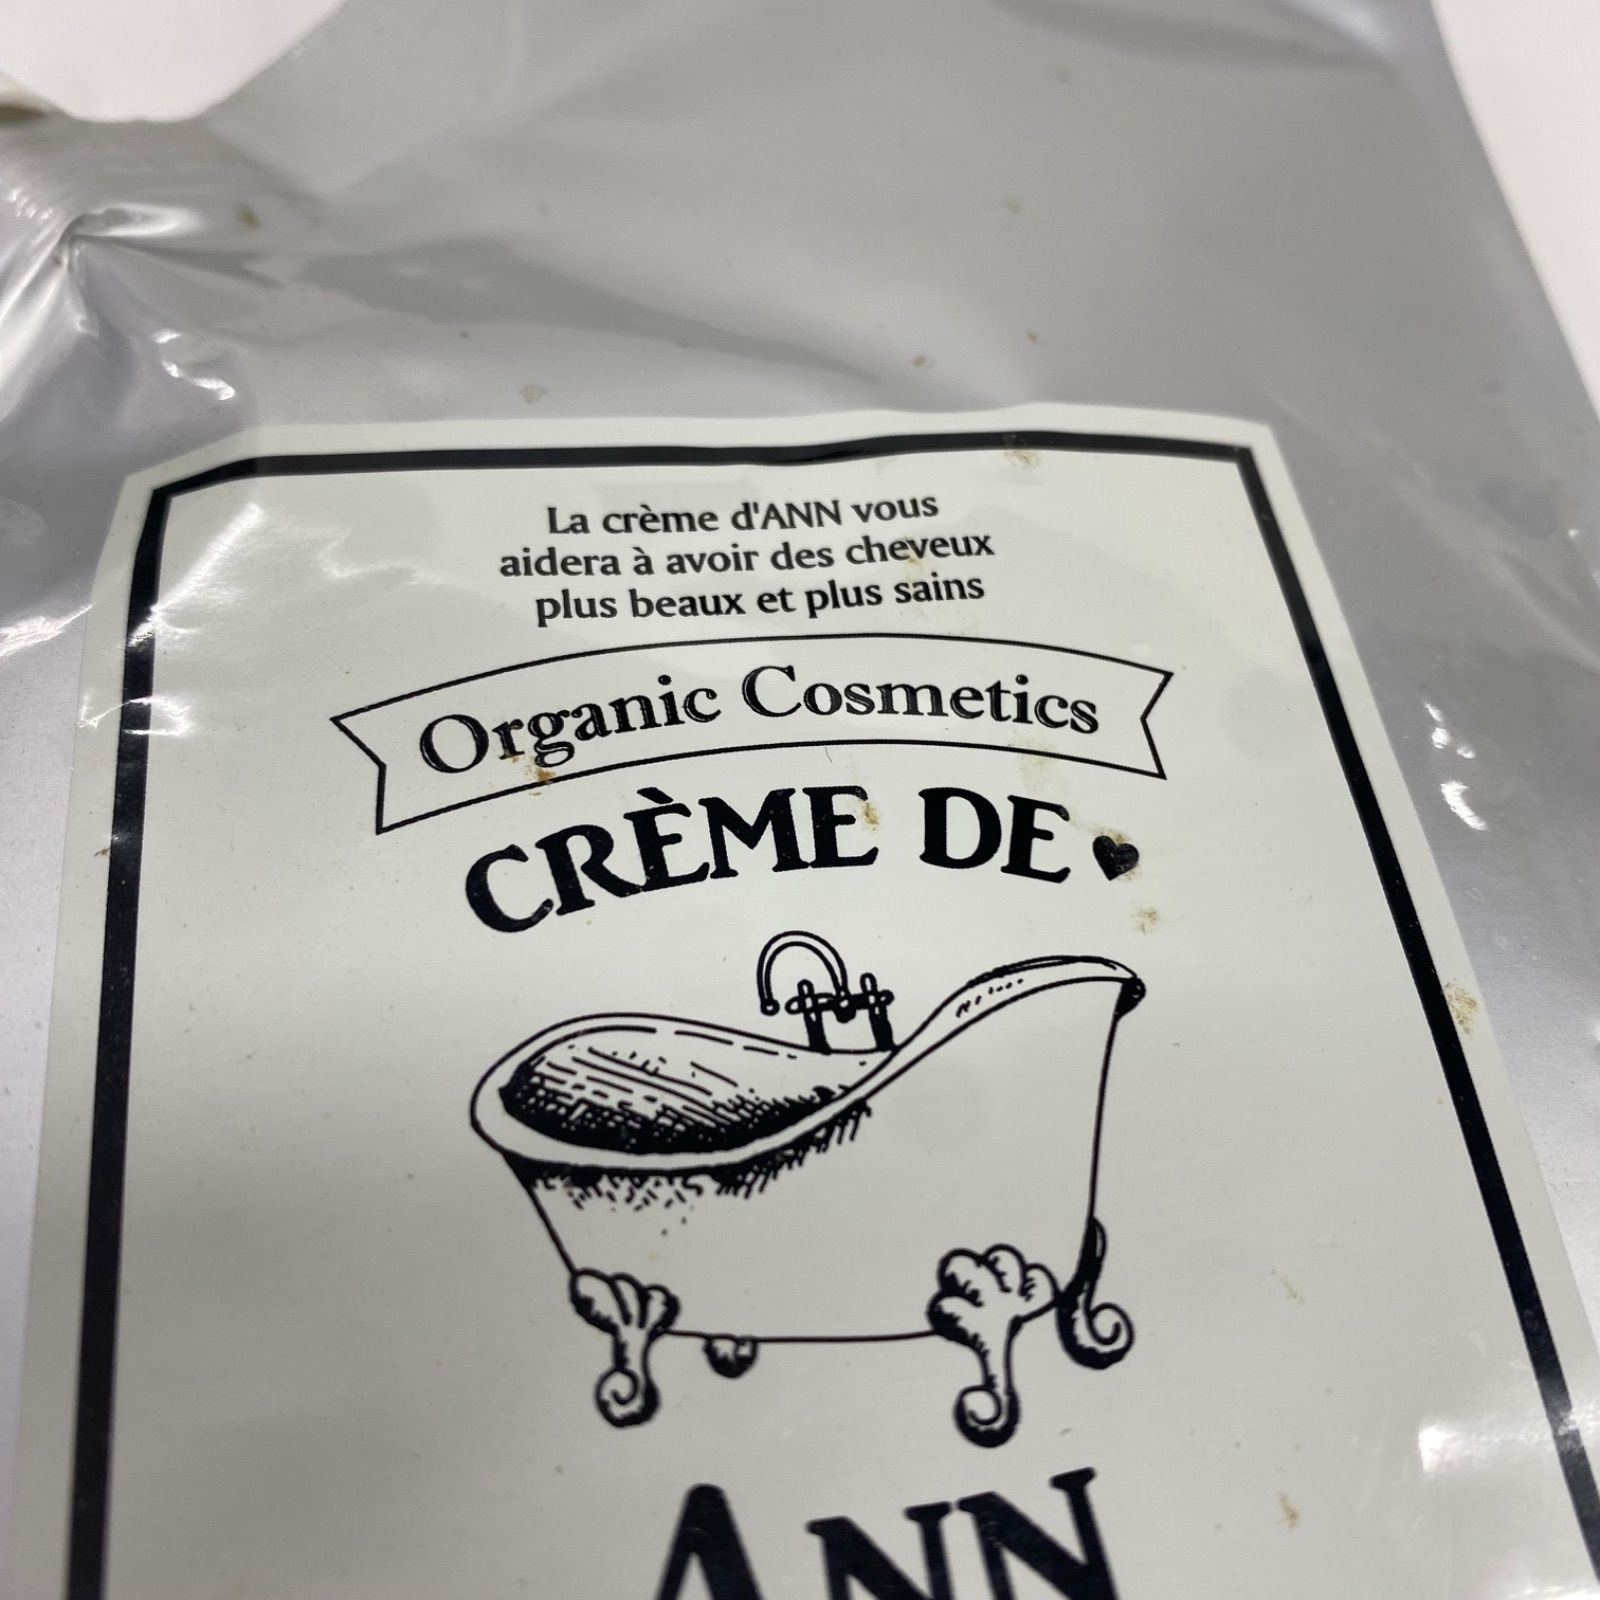 La crème d'ANN vous
aidera à avoir des cheveux
plus beaux et plus sains
Organic Cosmetics
CRÈME DE
ANN